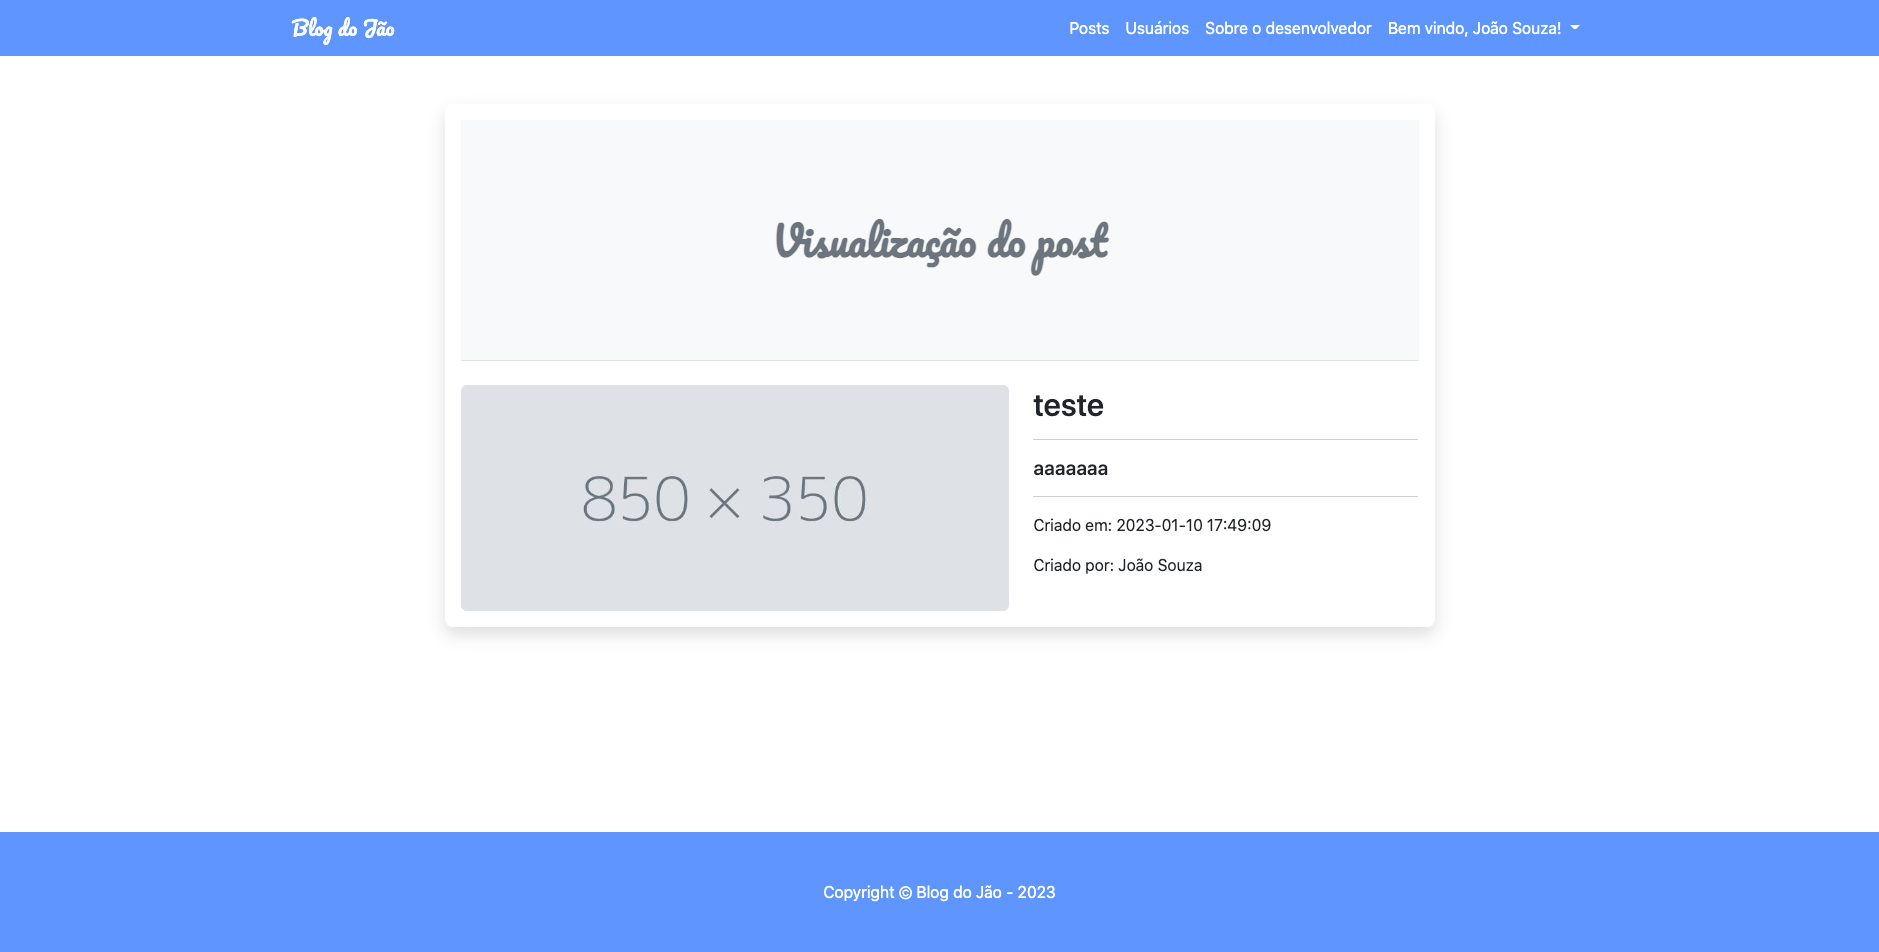 Blog do Jão
Posts Usuários Sobre o desenvolvedor Bem vindo, João Souza!
Visualização do post
850 × 350
teste
aaaaaaa
Criado em: 2023-01-10 17:49:09
Criado por: João Souza
Copyright © Blog do Jão - 2023